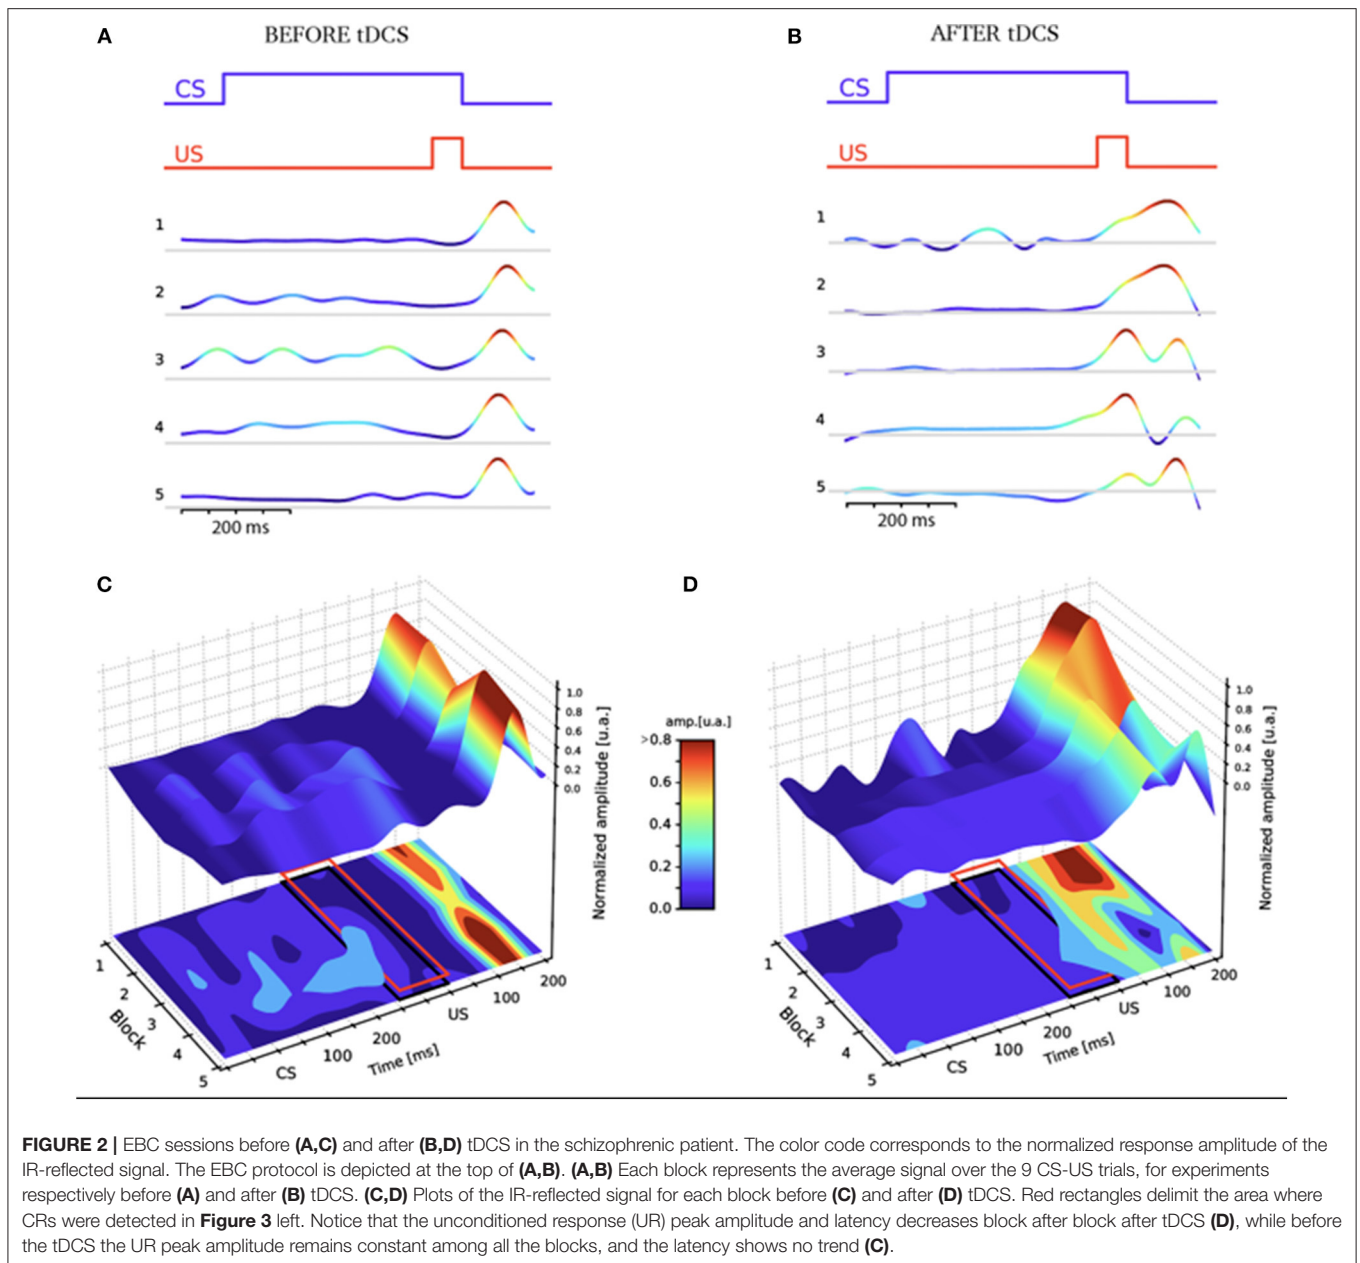 A
BEFORE tDCS
B
AFTER tDCS
CS
US
1
2
3
4
5
200 ms
CS
US
1
2
3
4
5
200 ms
C
D
1.0
0.8
0.6
0.4
0.2
0.0
Normalized amplitude [u.a.]
amp.[u.a.]
>0.8
0.6
0.4
0.2
0.0
1.0
0.8
0.6
0.4
0.2
0.0
Normalized amplitude [u.a.]
1
2
3
4
5
Block
CS
100
200
US
100
200
Time [ms]
1
2
3
4
5
Block
CS
100
200
US
100
200
Time [ms]
FIGURE 2 | EBC sessions before (A,C) and after (B,D) tDCS in the schizophrenic patient. The color code corresponds to the normalized response amplitude of the
IR-reflected signal. The EBC protocol is depicted at the top of (A,B). (A,B) Each block represents the average signal over the 9 CS-US trials, for experiments
respectively before (A) and after (B) tDCS. (C,D) Plots of the IR-reflected signal for each block before (C) and after (D) tDCS. Red rectangles delimit the area where
CRs were detected in Figure 3 left. Notice that the unconditioned response (UR) peak amplitude and latency decreases block after block after tDCS (D), while before
the tDCS the UR peak amplitude remains constant among all the blocks, and the latency shows no trend (C).